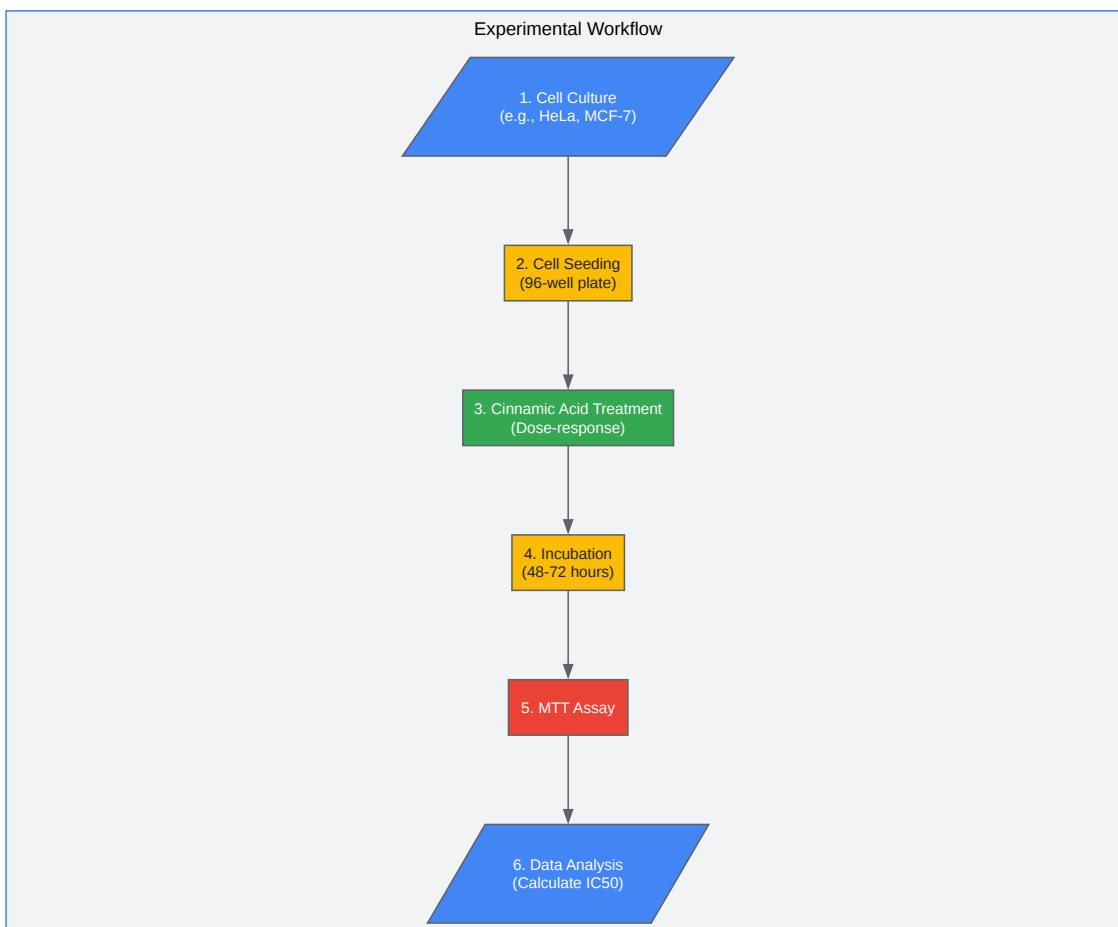 Experimental Workflow
1. Cell Culture
(e.g., HeLa, MCF-7)
2. Cell Seeding
(96-well plate)
3. Cinnamic Acid Treatment
(Dose-response)
4. Incubation
(48-72 hours)
5. MTT Assay
6. Data Analysis
(Calculate IC50)